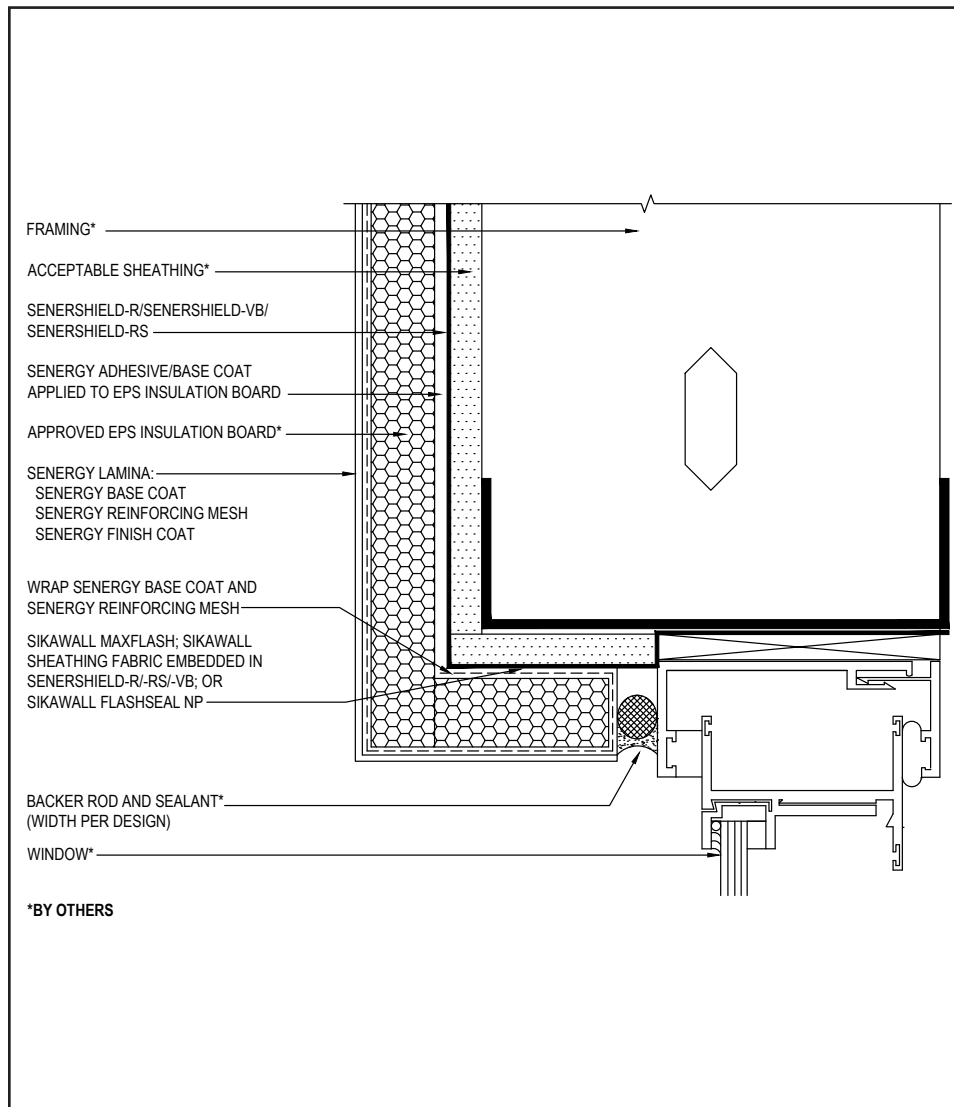 FRAMING*
ACCEPTABLE SHEATHING*
SENERSHIELD-R/SENERSHIELD-VB/
SENERSHIELD-RS
SENERGY ADHESIVE/BASE COAT
APPLIED TO EPS INSULATION BOARD
APPROVED EPS INSULATION BOARD*
SENERGY LAMINA:
SENERGY BASE COAT
SENERGY REINFORCING MESH
SENERGY FINISH COAT
WRAP SENERGY BASE COAT AND
SENERGY REINFORCING MESH
SIKAWALL MAXFLASH; SIKAWALL
SHEATHING FABRIC EMBEDDED IN
SENERSHIELD-R/-RS/-VB; OR
SIKAWALL FLASHSEAL NP
BACKER ROD AND SEALANT*
(WIDTH PER DESIGN)
WINDOW*
*BY OTHERS